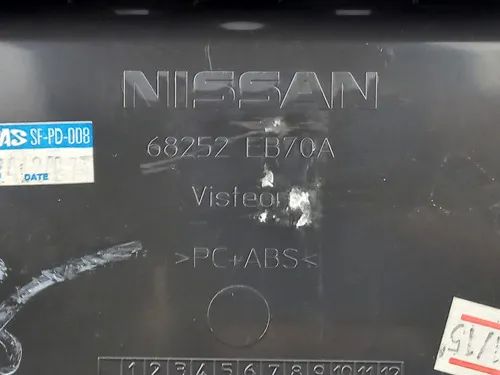 NISSAN
SF-PD-008
68252 EB70A
DATE
Visteon
>PC+ABS<
/15
1 2 3 4 5 6 7 8 9 10 11 12